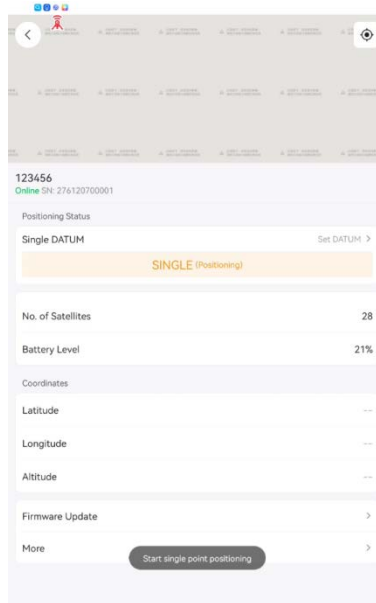 123456
Online SN: 276120700001
Positioning Status
Single DATUM
Set DATUM >
SINGLE (Positioning)
No. of Satellites
28
Battery Level
21%
Coordinates
Latitude
--
Longitude
--
Altitude
--
Firmware Update
>
More
>
Start single point positioning